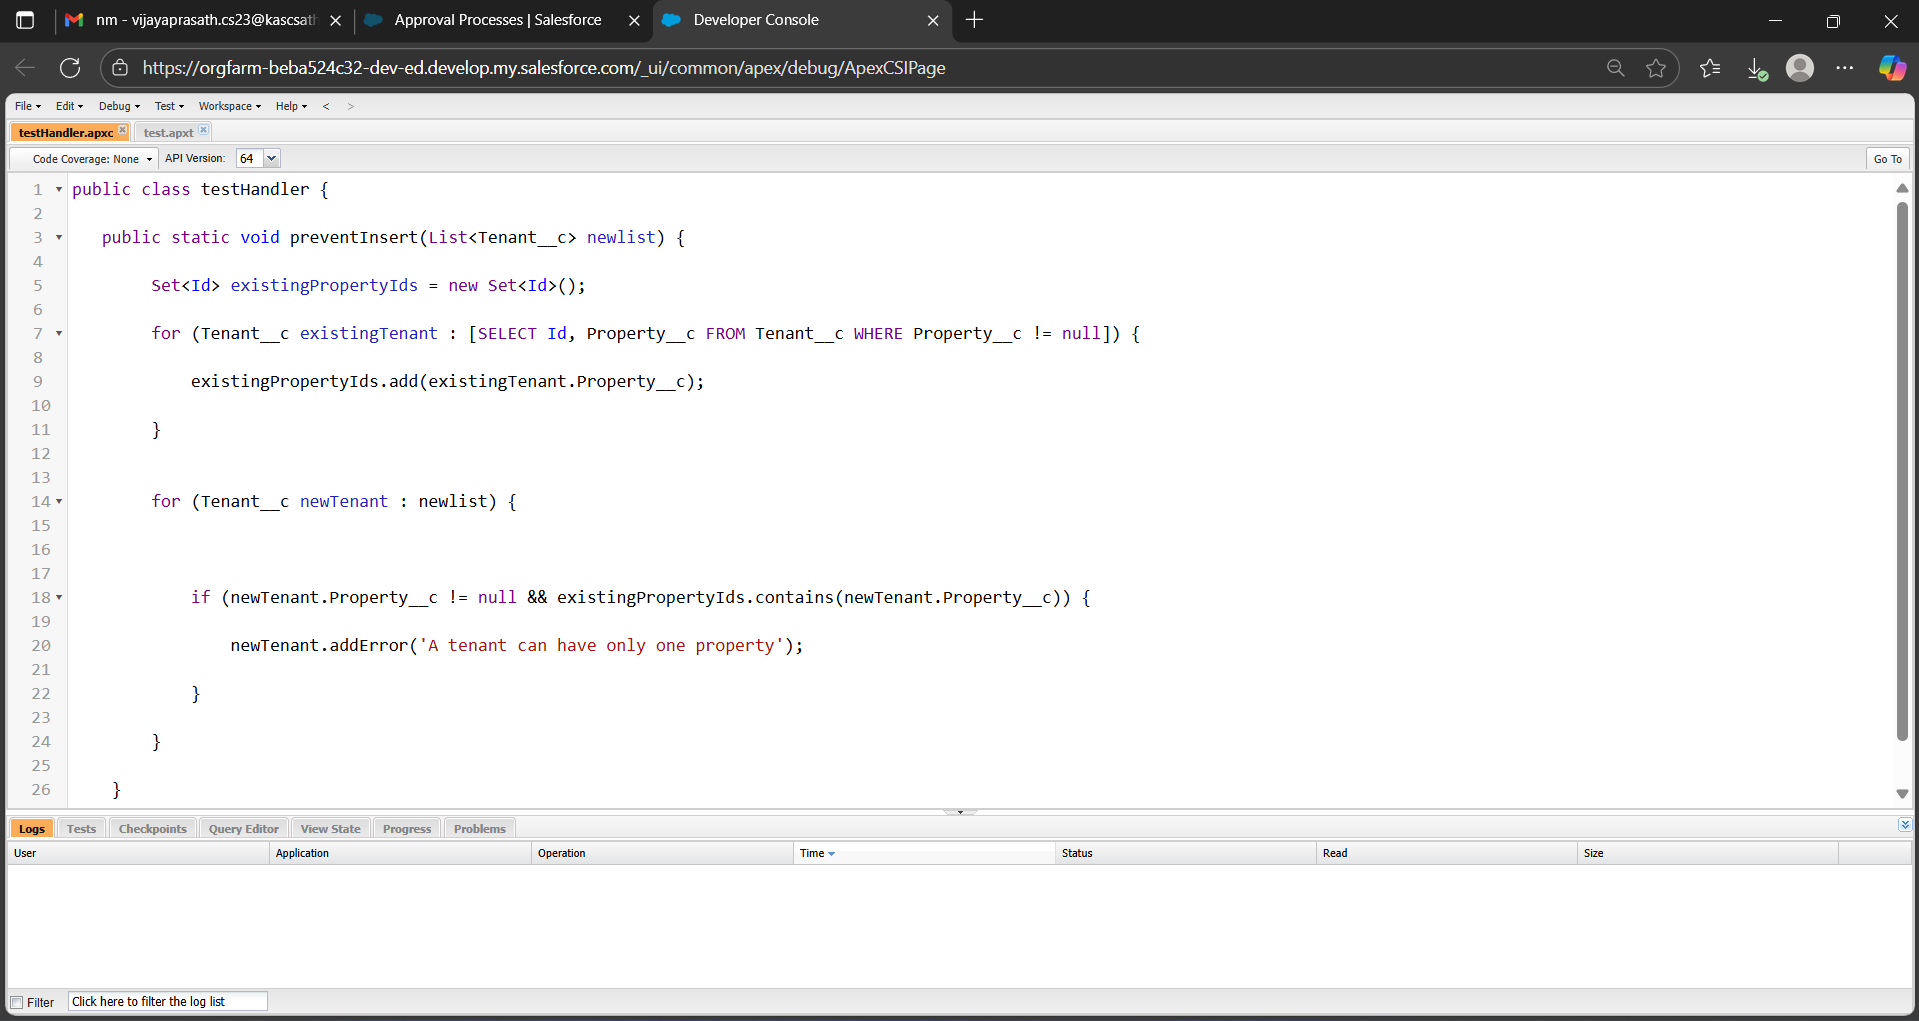 nm - vijayaprasath.cs23@kascsath
Approval Processes | Salesforce
Developer Console
https://orgfarm-beba524c32-dev-ed.develop.my.salesforce.com/_ui/common/apex/debug/ApexCSIPage
File Edit Debug Test Workspace Help < >
testHandler.apxc test.apxt
Code Coverage: None API Version: 64 Go To
1 public class testHandler {
2
3 public static void preventInsert(List<Tenant__c> newlist) {
4
5 Set<Id> existingPropertyIds = new Set<Id>();
6
7 for (Tenant__c existingTenant : [SELECT Id, Property__c FROM Tenant__c WHERE Property__c != null]) {
8
9 existingPropertyIds.add(existingTenant.Property__c);
10
11 }
12
13
14 for (Tenant__c newTenant : newlist) {
15
16
17
18 if (newTenant.Property__c != null && existingPropertyIds.contains(newTenant.Property__c)) {
19
20 newTenant.addError('A tenant can have only one property');
21
22 }
23
24 }
25
26 }
Logs Tests Checkpoints Query Editor View State Progress Problems
User Application Operation Time Status Read Size
Filter Click here to filter the log list